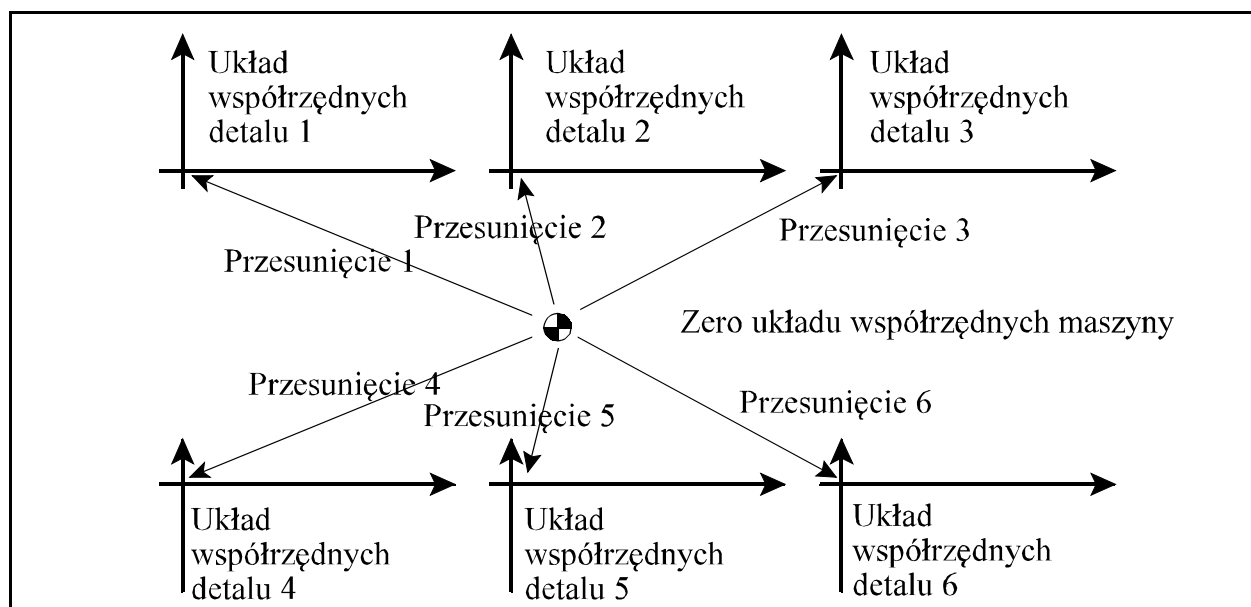 Układ
współrzędnych
detalu 1
Układ
współrzędnych
detalu 2
Układ
współrzędnych
detalu 3
Przesunięcie 1
Przesunięcie 2
Przesunięcie 3
Zero układu współrzędnych maszyny
Przesunięcie 4
Przesunięcie 5
Przesunięcie 6
Układ
współrzędnych
detalu 4
Układ
współrzędnych
detalu 5
Układ
współrzędnych
detalu 6